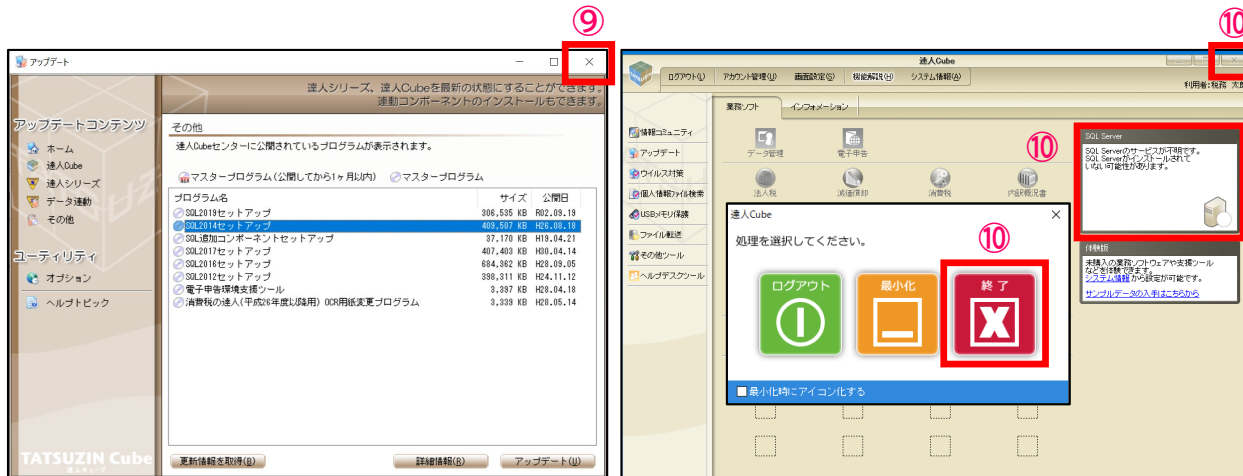 ⑨
アップデート
達人シリーズ、達人Cubeを最新の状態にすることができます。
連動コンポーネントのインストールもできます。
アップデートコンテンツ
ホーム
達人Cube
達人シリーズ
データ連動
その他
ユーティリティ
オプション
ヘルプトピック
TATSUZIN Cube
達人キューブ
その他
達人Cubeセンターに公開されているプログラムが表示されます。
マスタープログラム(公開してから1ヶ月以内) マスタープログラム
プログラム名 サイズ 公開日
SQL2019セットアップ 306,535 KB R02.09.19
SQL2014セットアップ 409,507 KB H26.08.18
SQL追加コンポーネントセットアップ 37,170 KB H19.04.21
SQL2017セットアップ 407,403 KB H30.04.14
SQL2016セットアップ 684,362 KB H28.09.05
SQL2012セットアップ 398,311 KB H24.11.12
電子申告環境支援ツール 3,397 KB H28.04.18
消費税の達人(平成26年度以降用) OCR用紙変更プログラム 3,339 KB H28.05.14
更新情報を取得(B) 詳細情報(R) アップデート(U)
⑩
達人Cube
ログアウト(L) アカウント管理(U) 画面設定(S) 機能解説(H) システム情報(A)
利用者:税務 太郎
業務ソフト インフォメーション
情報コミュニティ
アップデート
ウイルス対策
個人情報ファイル検索
USBメモリ保護
ファイル転送
その他ツール
ヘルプデスクツール
データ管理 電子申告
法人税 減価償却 消費税 内訳概況書
⑩
SQL Server
SQL Serverのサービスが不明です。
SQL Serverがインストールされて
いない可能性があります。
体験版
未購入の業務ソフトウェアや支援ツール
などを体験できます。
システム情報から設定が可能です。
サンプルデータの入手はこちらから
達人Cube
処理を選択してください。
⑩
ログアウト 最小化 終了
最小化時にアイコン化する